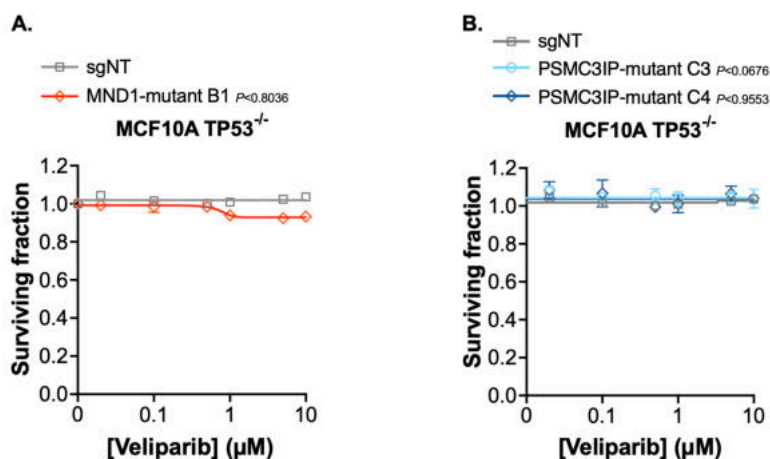 A.
sgNT
MND1-mutant B1 P<0.8036
MCF10A TP53-/-
Surviving fraction
1.2
1.0
0.8
0.6
0.4
0.2
0.0
0 0.1 1 10
[Veliparib] (µM)
B.
sgNT
PSMC3IP-mutant C3 P<0.0676
PSMC3IP-mutant C4 P<0.9553
MCF10A TP53-/-
Surviving fraction
1.2
1.0
0.8
0.6
0.4
0.2
0.0
0 0.1 1 10
[Veliparib] (µM)